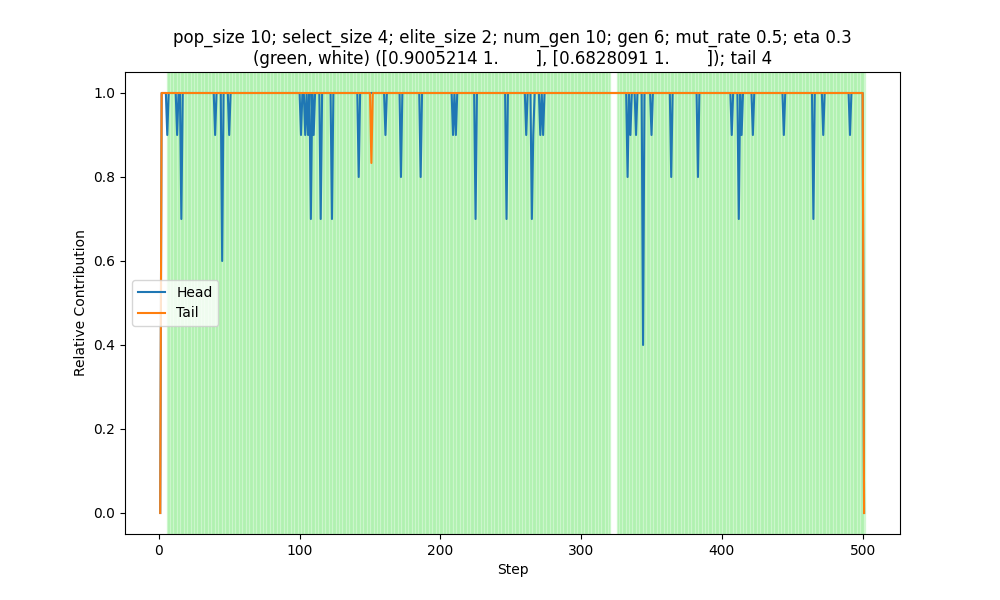 pop_size 10; select_size 4; elite_size 2; num_gen 10; gen 6; mut_rate 0.5; eta 0.3
(green, white) ([0.9005214 1.        ], [0.6828091 1.        ]); tail 4
1.0
0.8
0.6
0.4
0.2
0.0
Relative Contribution
Head
Tail
0
100
200
300
400
500
Step